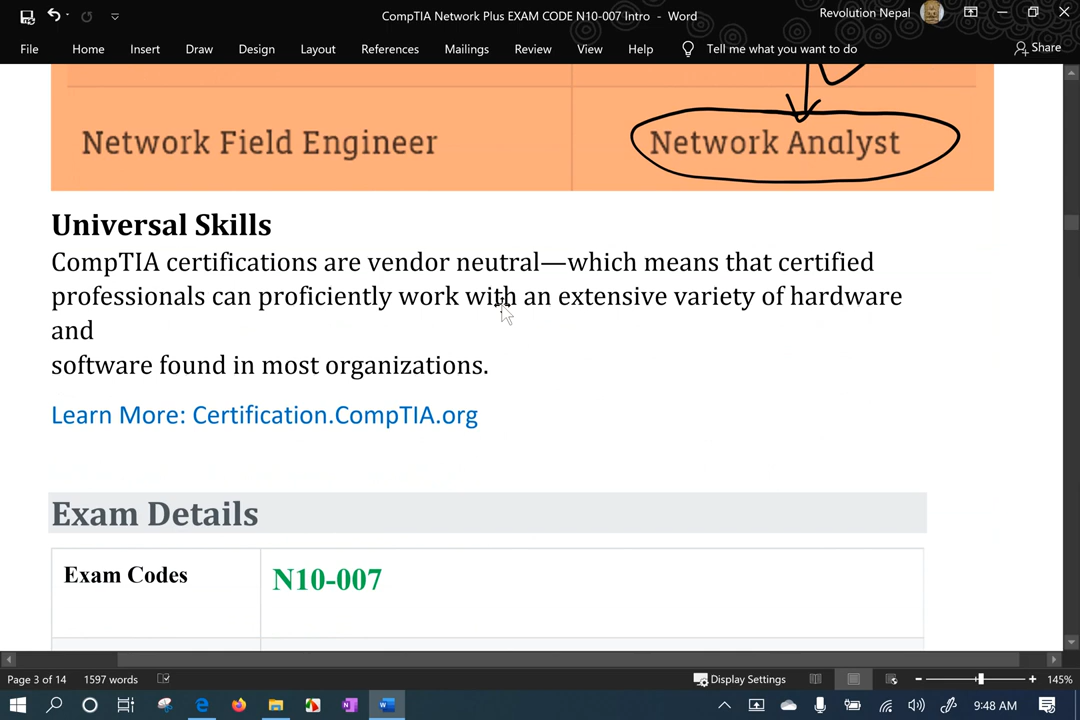 CompTIA Network Plus EXAM CODE N10-007 Intro - Word
Revolution Nepal
File Home Insert Draw Design Layout References Mailings Review View Help Tell me what you want to do Share
Network Field Engineer Network Analyst
Universal Skills
CompTIA certifications are vendor neutral—which means that certified
professionals can proficiently work with an extensive variety of hardware
and
software found in most organizations.
Learn More: Certification.CompTIA.org
Exam Details
Exam Codes N10-007
Page 3 of 14 1597 words Display Settings 145%
9:48 AM